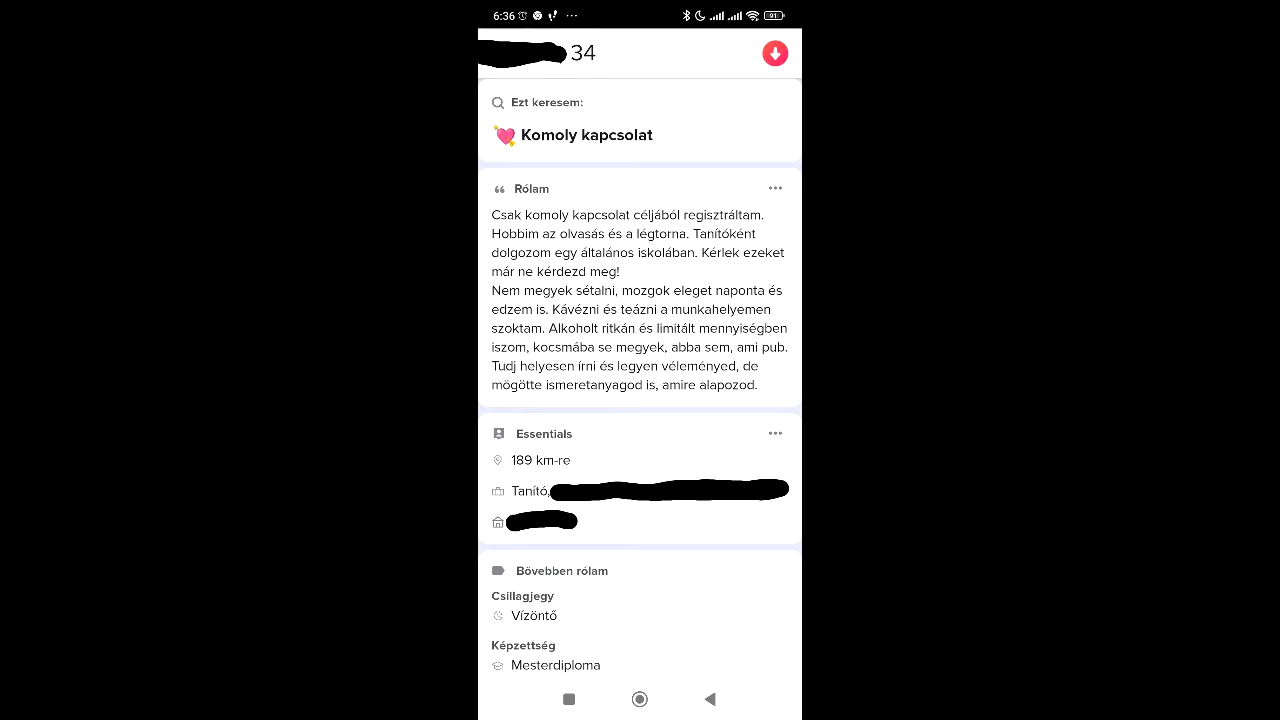 6:36
91
34
Ezt keresem:
Komoly kapcsolat
Rólam
Csak komoly kapcsolat céljából regisztráltam.
Hobbim az olvasás és a légtorna. Tanítóként
dolgozom egy általános iskolában. Kérlek ezeket
már ne kérdezd meg!
Nem megyek sétálni, mozgok eleget naponta és
edzem is. Kávézni és teázni a munkahelyemen
szoktam. Alkoholt ritkán és limitált mennyiségben
iszom, kocsmába se megyek, abba sem, ami pub.
Tudj helyesen írni és legyen véleményed, de
mögötte ismeretanyagod is, amire alapozod.
Essentials
189 km-re
Tanító,
Bővebben rólam
Csillagjegy
Vízöntő
Képzettség
Mesterdiploma